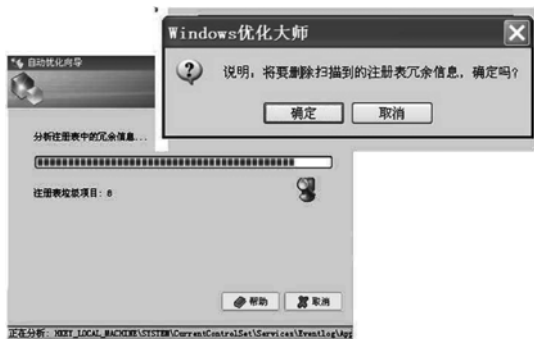 Windows优化大师
说明，将要删除扫描到的注册表冗余信息，确定吗？
确定
取消
自动优化向导
分析注册表中的冗余信息...
注册表垃圾项目：6
帮助
取消
正在分析：HKEY_LOCAL_MACHINE\SYSTEM\CurrentControlSet\Services\Eventlog\App